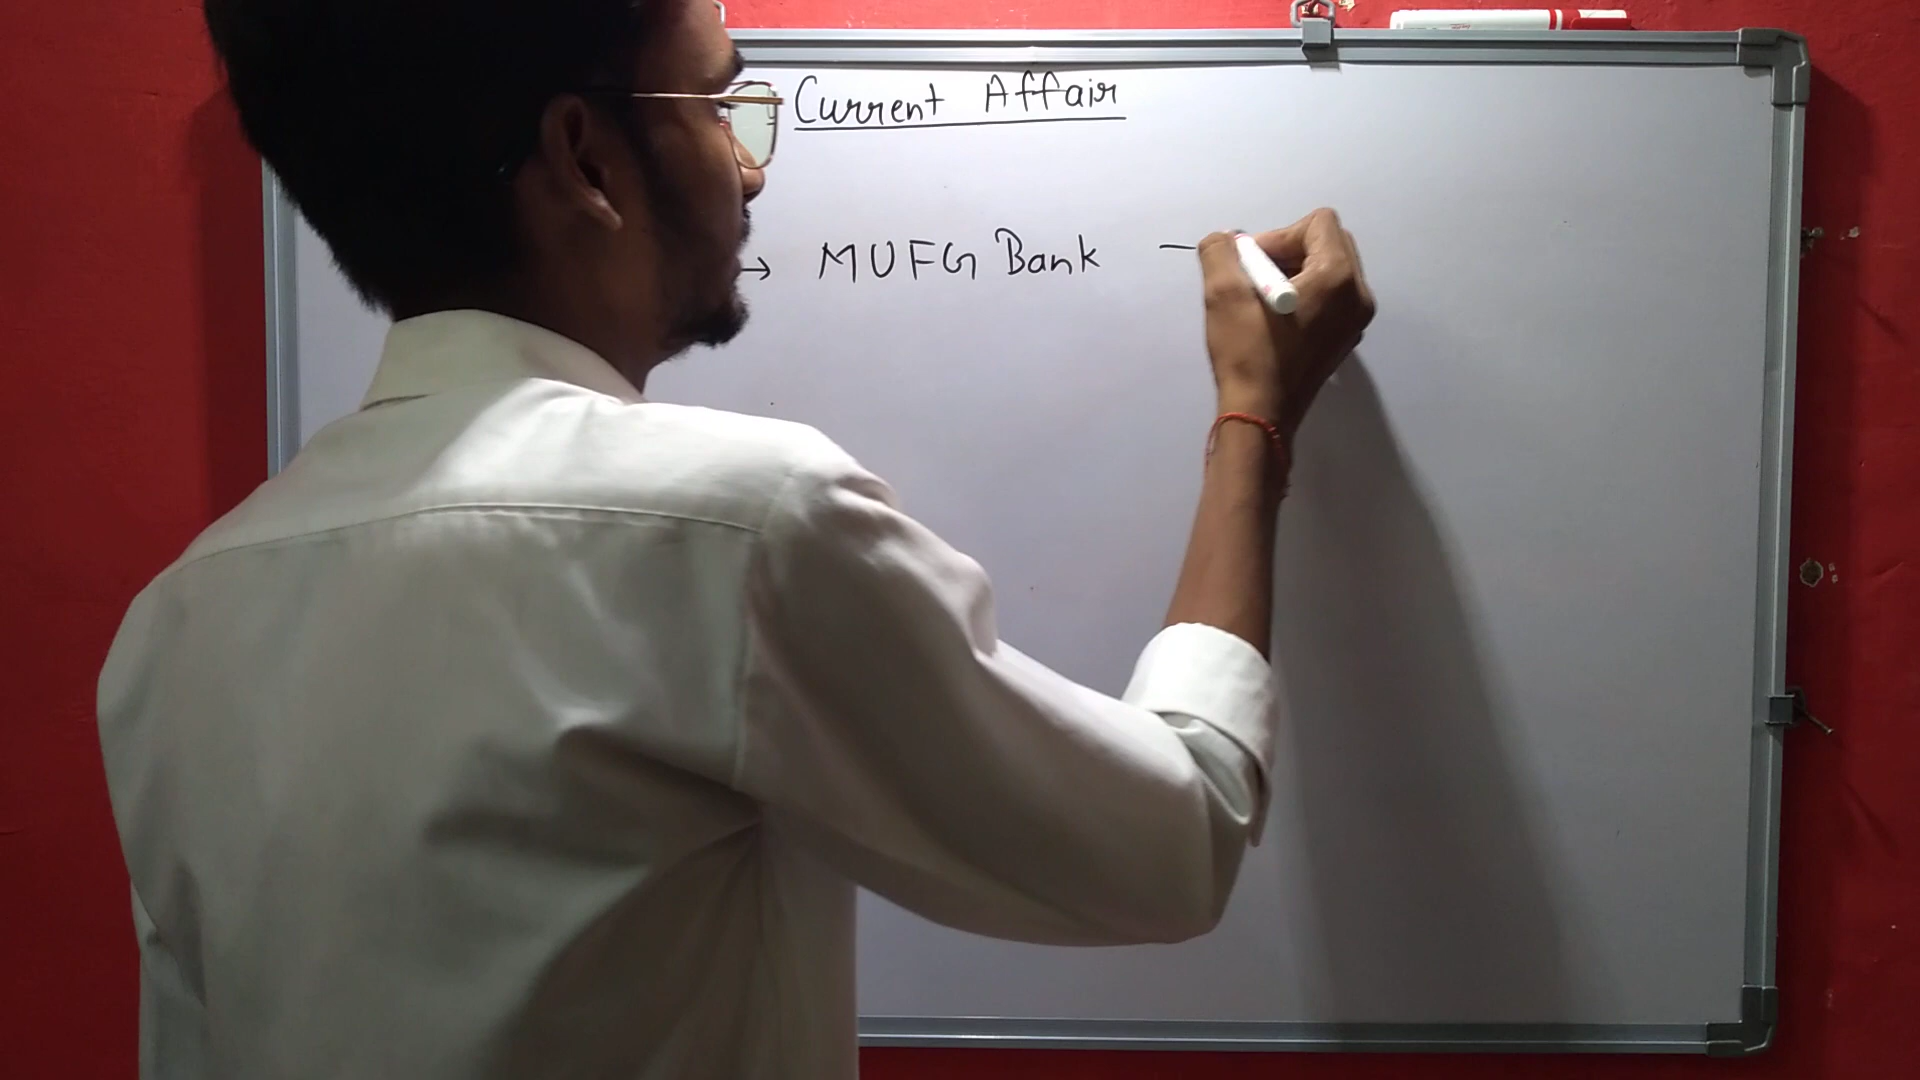 Current Affair
→ MUFG Bank —